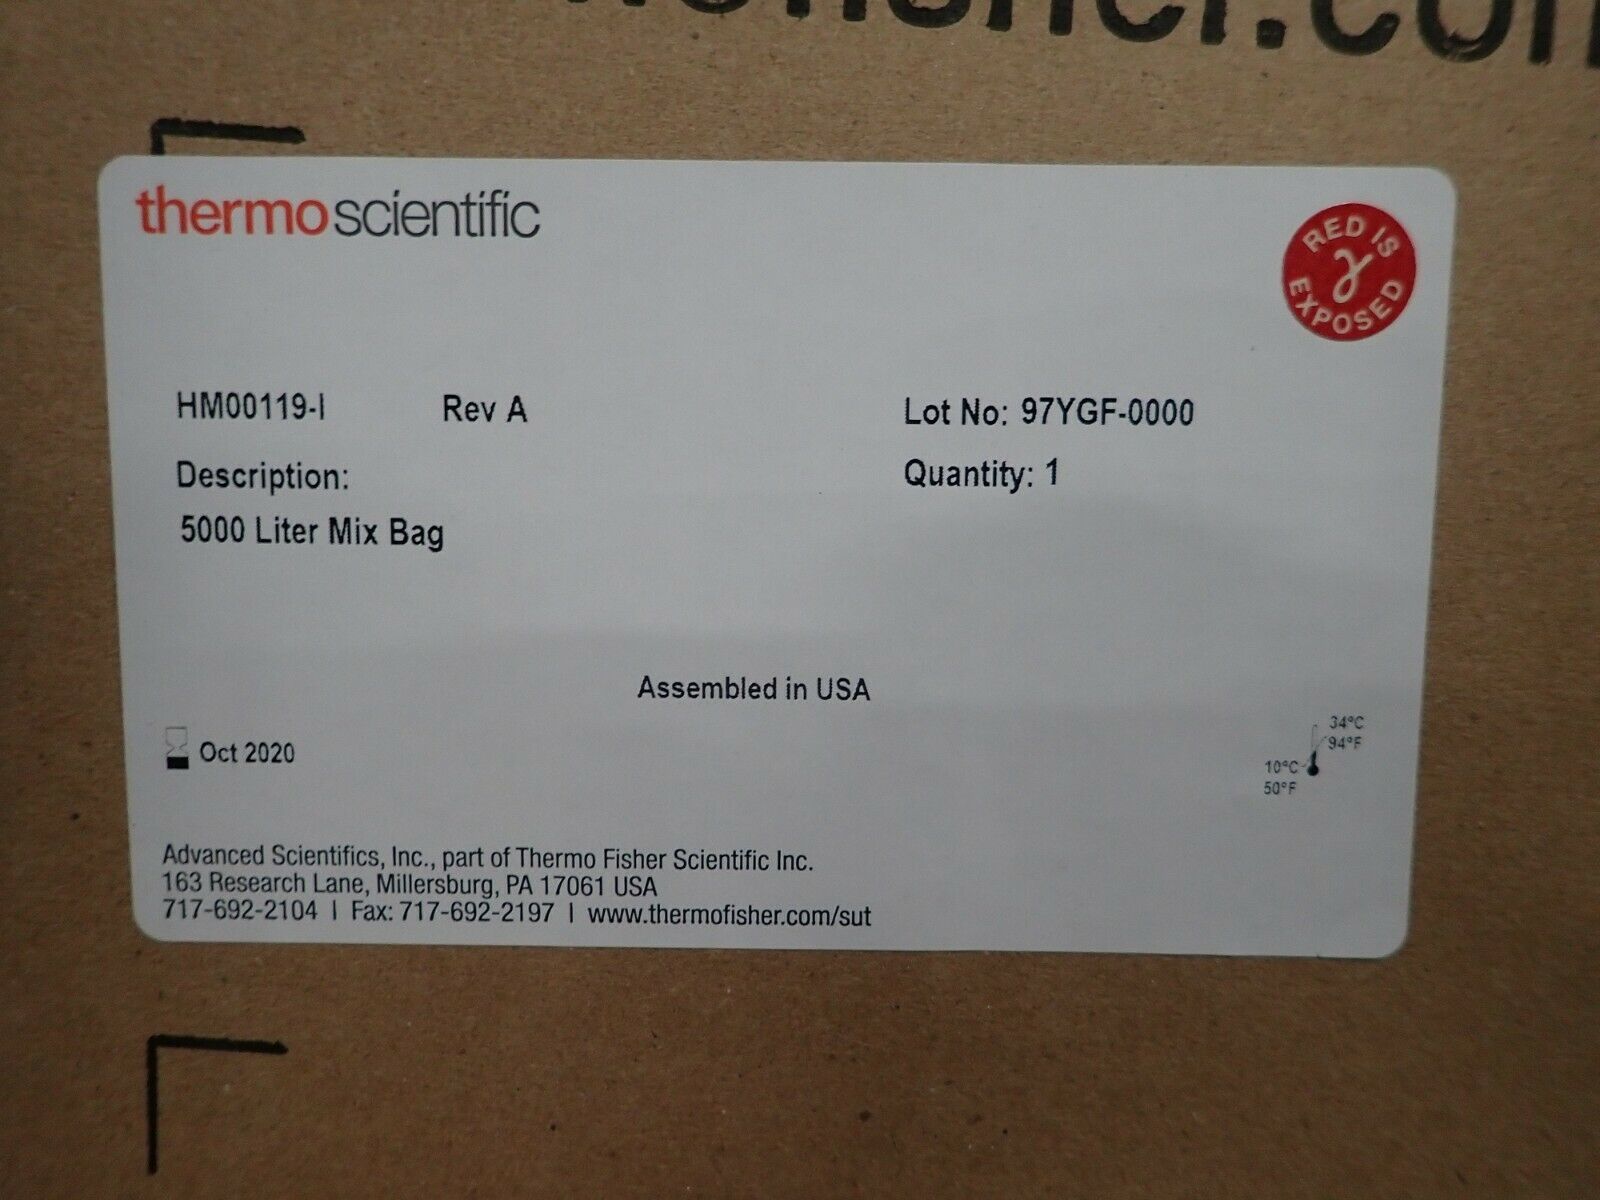 thermo scientific
RED IS
γ
EXPOSED
HM00119-I Rev A Lot No: 97YGF-0000
Description: Quantity: 1
5000 Liter Mix Bag
Assembled in USA
Oct 2020
34°C
94°F
10°C
50°F
Advanced Scientifics, Inc., part of Thermo Fisher Scientific Inc.
163 Research Lane, Millersburg, PA 17061 USA
717-692-2104 | Fax: 717-692-2197 | www.thermofisher.com/sut